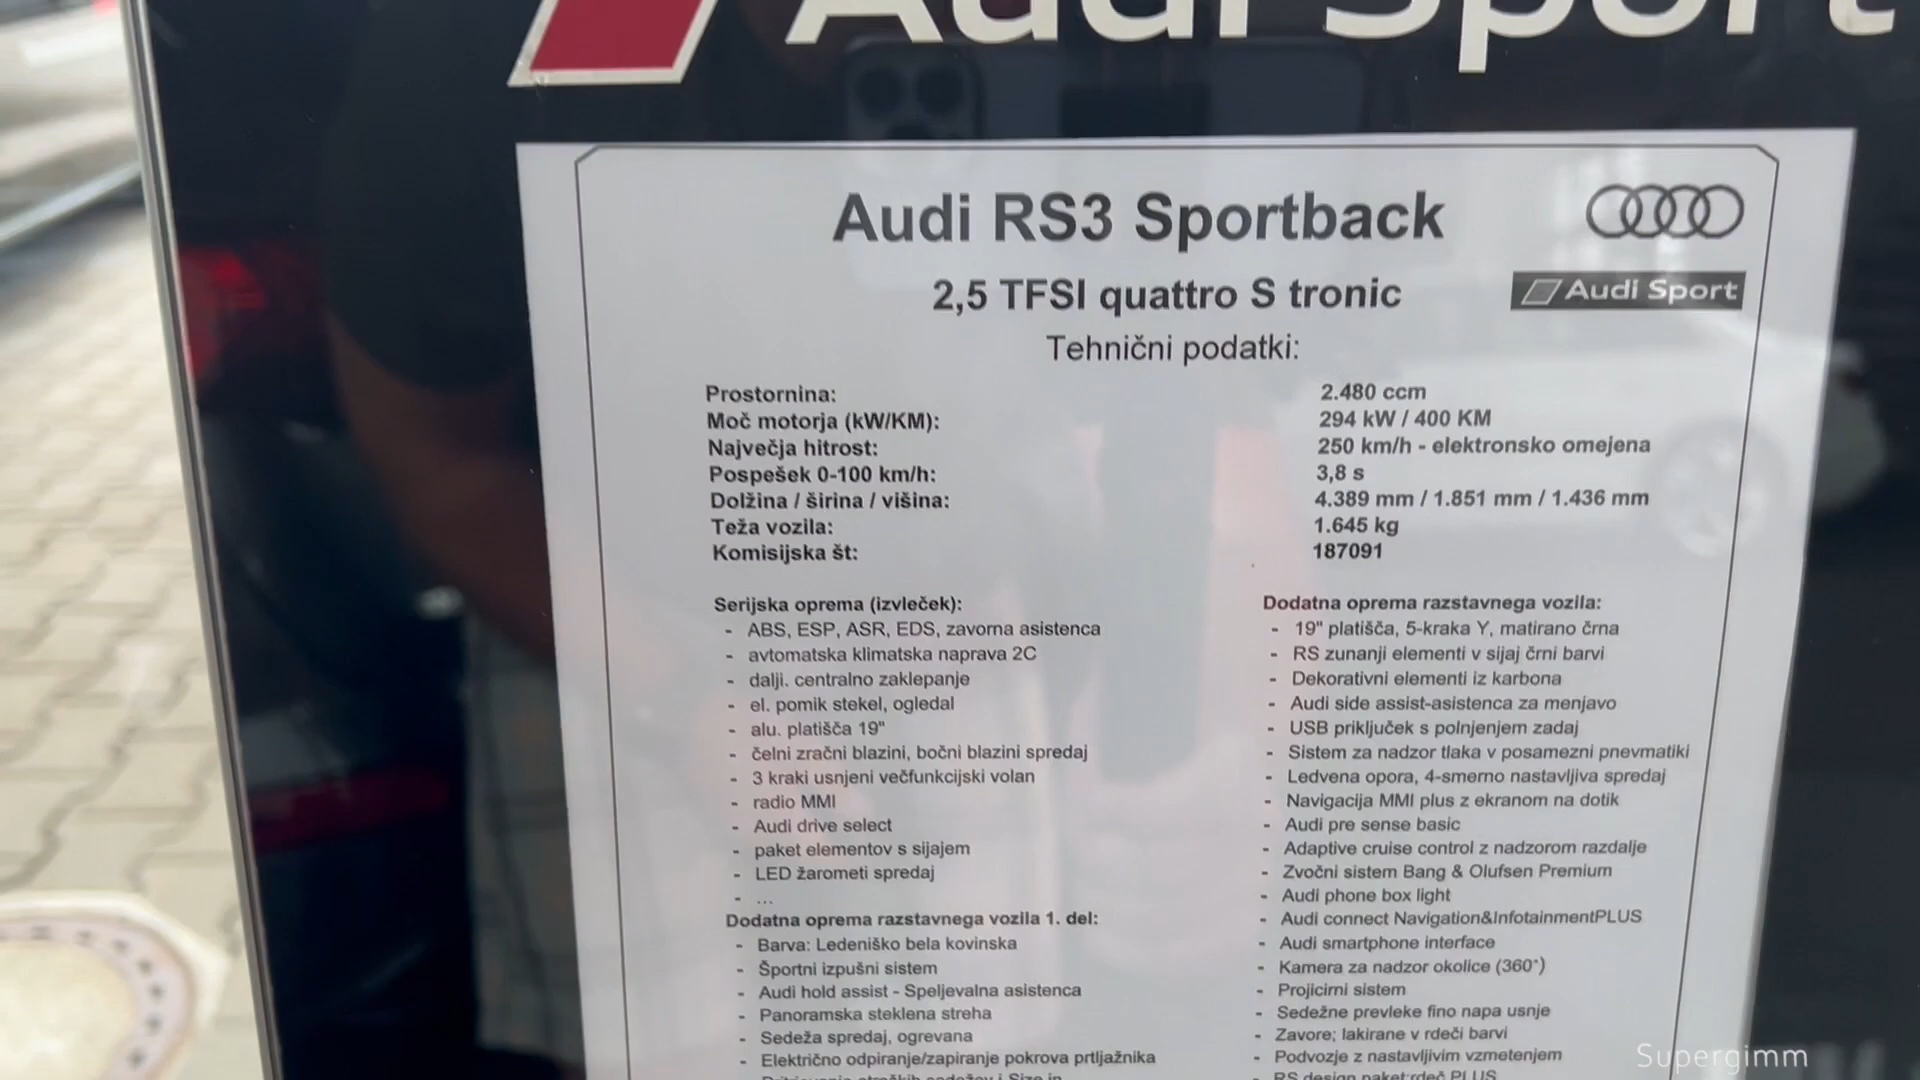 Audi Sport
Audi RS3 Sportback
2,5 TFSI quattro S tronic
Audi Sport
Tehnični podatki:
Prostornina: 2.480 ccm
Moč motorja (kW/KM): 294 kW / 400 KM
Največja hitrost: 250 km/h - elektronsko omejena
Pospešek 0-100 km/h: 3,8 s
Dolžina / širina / višina: 4.389 mm / 1.851 mm / 1.436 mm
Teža vozila: 1.645 kg
Komisijska št: 187091
Serijska oprema (izvleček):
- ABS, ESP, ASR, EDS, zavorna asistenca
- avtomatska klimatska naprava 2C
- dalji. centralno zaklepanje
- el. pomik stekel, ogledal
- alu. platišča 19"
- čelni zračni blazini, bočni blazini spredaj
- 3 kraki usnjeni večfunkcijski volan
- radio MMI
- Audi drive select
- paket elementov s sijajem
- LED žarometi spredaj
- ...
Dodatna oprema razstavnega vozila 1. del:
- Barva: Ledeniško bela kovinska
- Športni izpušni sistem
- Audi hold assist - Speljevalna asistenca
- Panoramska steklena streha
- Sedeža spredaj, ogrevana
- Električno odpiranje/zapiranje pokrova prtljažnika
Dodatna oprema razstavnega vozila:
- 19" platišča, 5-kraka Y, matirano črna
- RS zunanji elementi v sijaj črni barvi
- Dekorativni elementi iz karbona
- Audi side assist-asistenca za menjavo
- USB priključek s polnjenjem zadaj
- Sistem za nadzor tlaka v posamezni pnevmatiki
- Ledvena opora, 4-smerno nastavljiva spredaj
- Navigacija MMI plus z ekranom na dotik
- Audi pre sense basic
- Adaptive cruise control z nadzorom razdalje
- Zvočni sistem Bang & Olufsen Premium
- Audi phone box light
- Audi connect Navigation&InfotainmentPLUS
- Audi smartphone interface
- Kamera za nadzor okolice (360°)
- Projicirni sistem
- Sedežne prevleke fino napa usnje
- Zavore; lakirane v rdeči barvi
- Podvozje z nastavljivim vzmetenjem
- RS design paket:rdeč PLUS
Supergimm